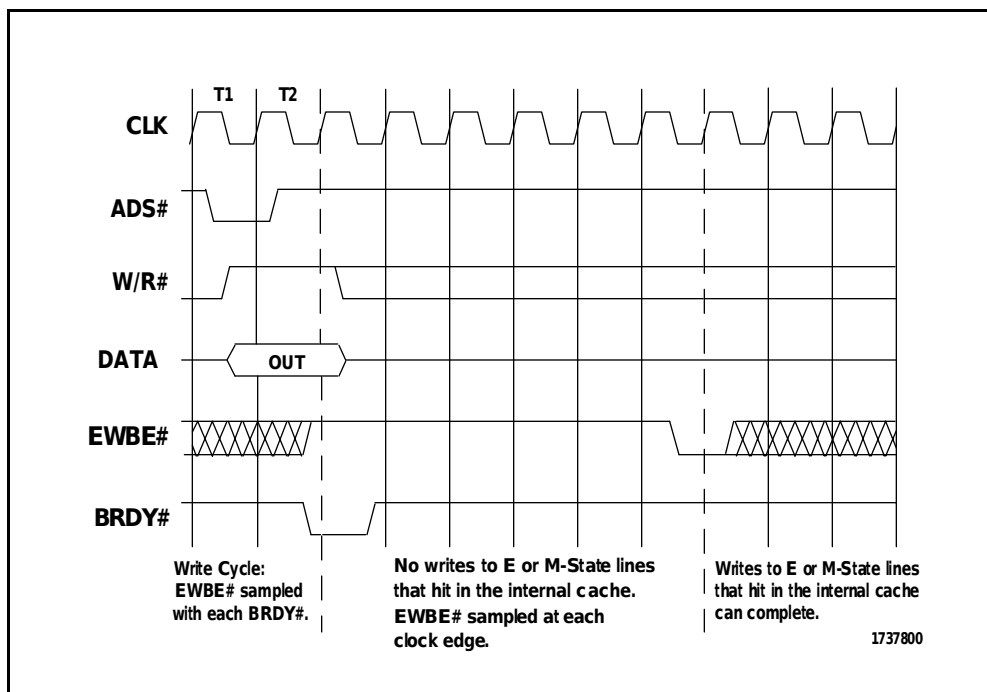 T1 T2
CLK
ADS#
W/R#
DATA OUT
EWBE#
BRDY#
Write Cycle:
EWBE# sampled
with each BRDY#.
No writes to E or M-State lines
that hit in the internal cache.
EWBE# sampled at each
clock edge.
Writes to E or M-State lines
that hit in the internal cache
can complete.
1737800